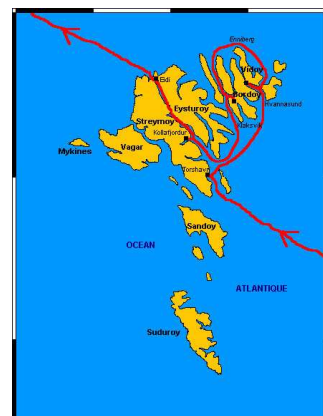 Enniberg
Vidoy
Eidi
Bordoy
Hvannasund
Eysturoy
Klaksvik
Streymoy
Kollafjordur
Mykines
Vagar
Torshavn
Sandoy
OCEAN
ATLANTIQUE
Suduroy